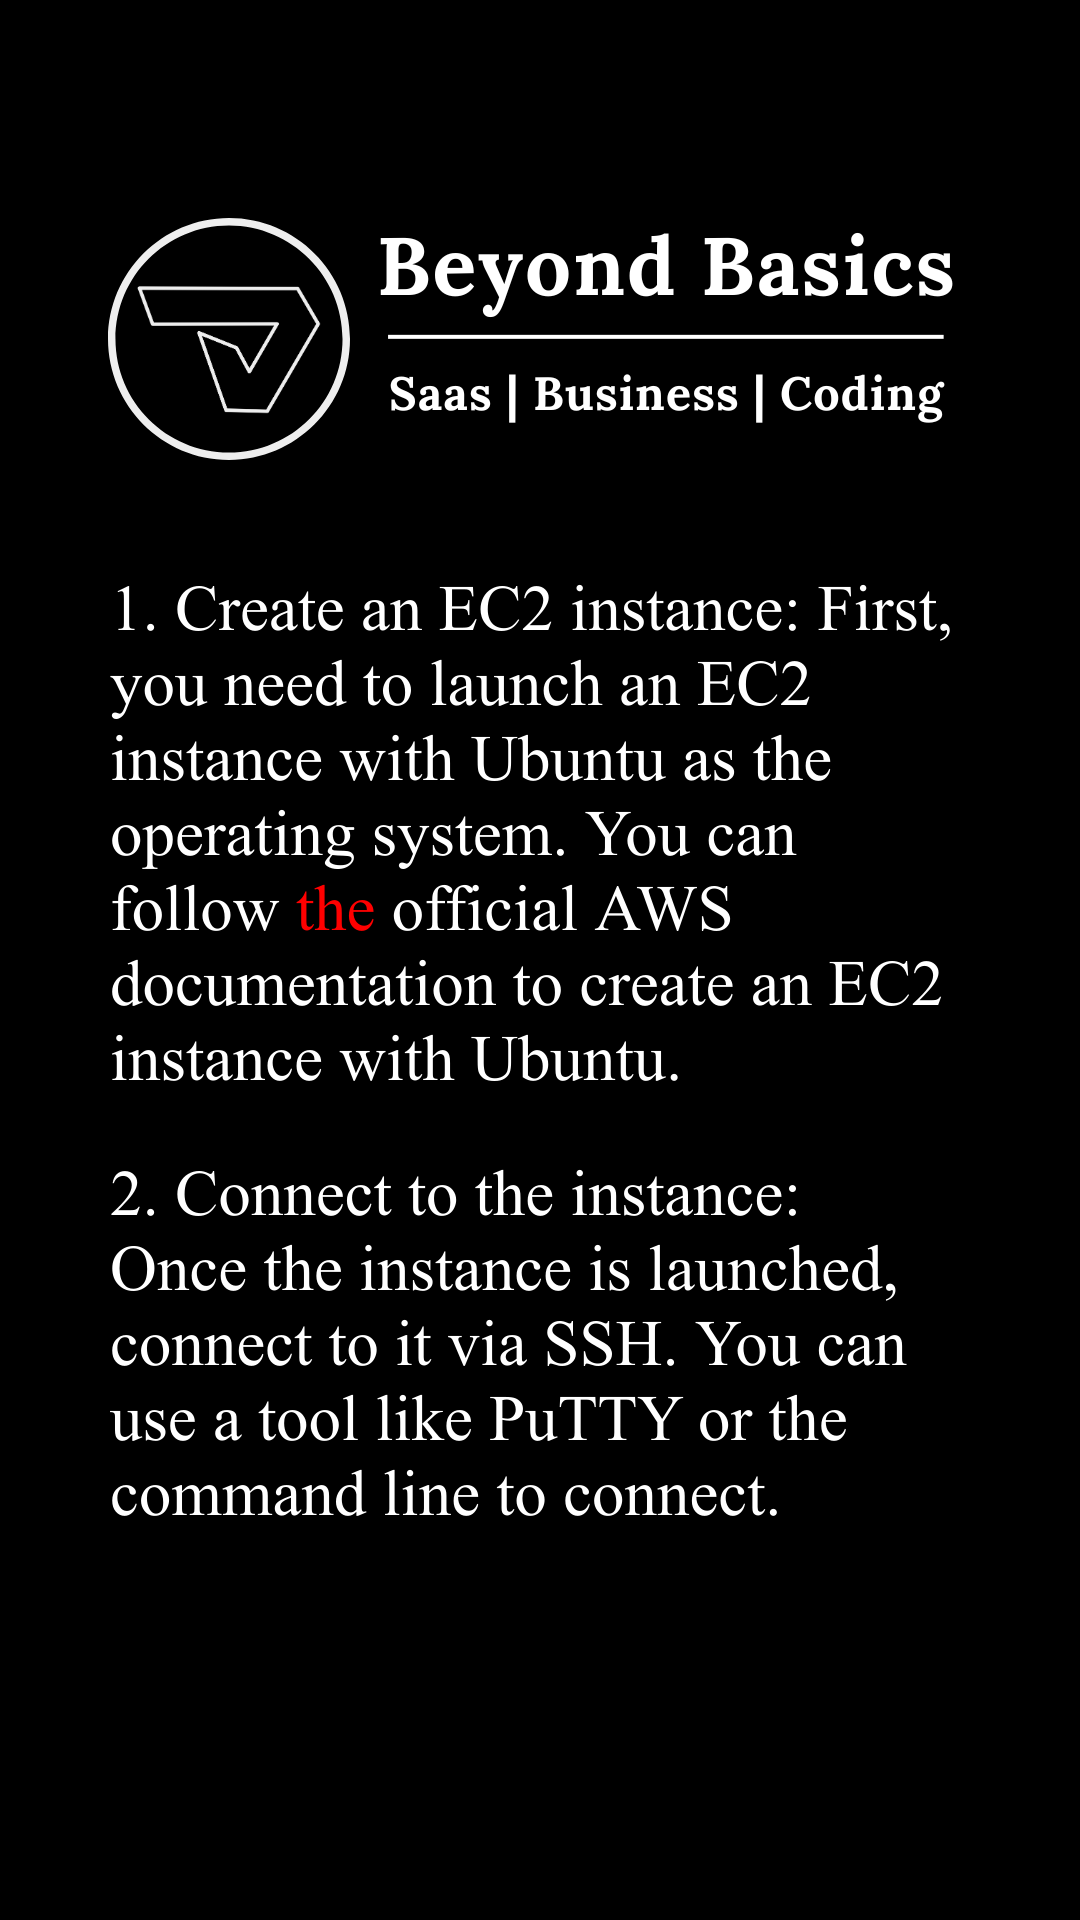 Beyond Basics
Saas | Business | Coding
1. Create an EC2 instance: First,
you need to launch an EC2
instance with Ubuntu as the
operating system. You can
follow the official AWS
documentation to create an EC2
instance with Ubuntu.
2. Connect to the instance:
Once the instance is launched,
connect to it via SSH. You can
use a tool like PuTTY or the
command line to connect.